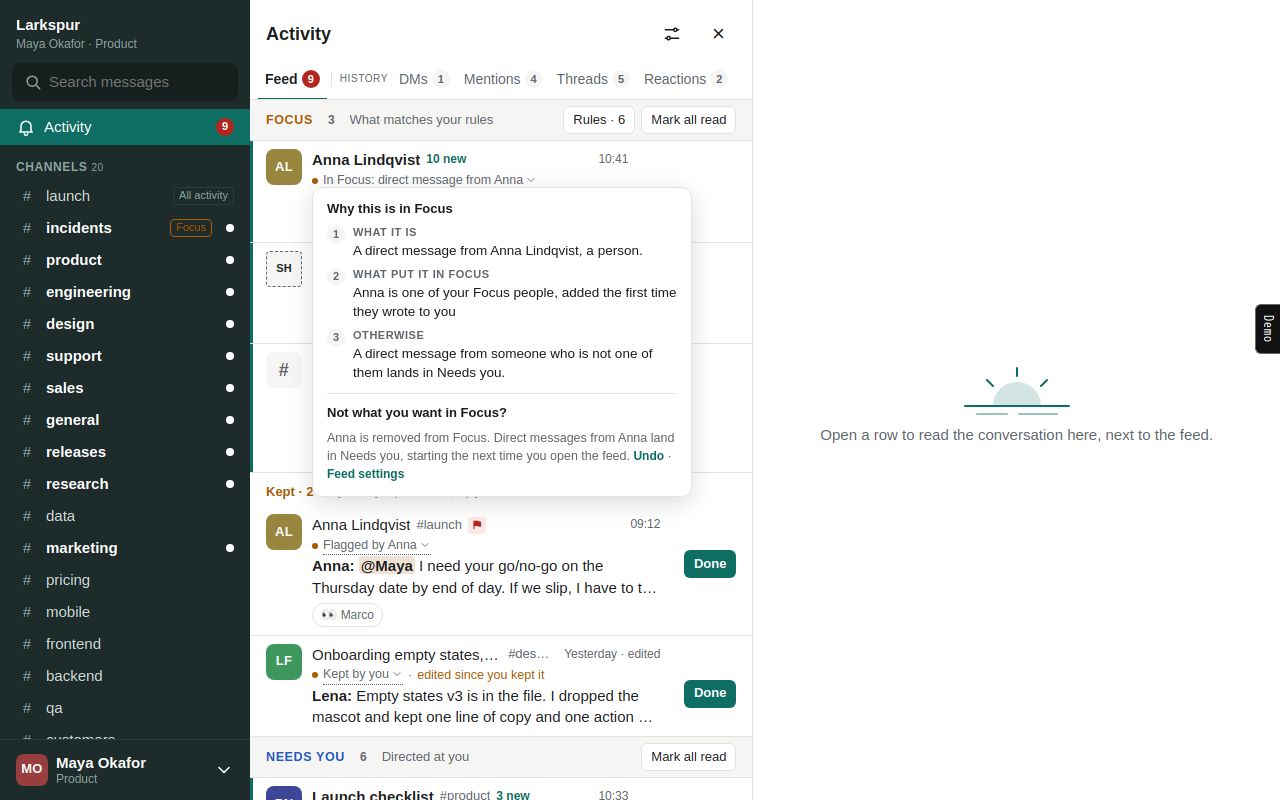 Larkspur
Maya Okafor · Product
Search messages
Activity 9
CHANNELS 20
# launch All activity
# incidents Focus
# product
# engineering
# design
# support
# sales
# general
# releases
# research
# data
# marketing
# pricing
# mobile
# frontend
# backend
# qa
# customers
MO Maya Okafor
Product
Activity
Feed 9 HISTORY DMs 1 Mentions 4 Threads 5 Reactions 2
FOCUS 3 What matches your rules Rules · 6 Mark all read
AL Anna Lindqvist 10 new 10:41
In Focus: direct message from Anna
SH
#
Why this is in Focus
1 WHAT IT IS
A direct message from Anna Lindqvist, a person.
2 WHAT PUT IT IN FOCUS
Anna is one of your Focus people, added the first time
they wrote to you
3 OTHERWISE
A direct message from someone who is not one of
them lands in Needs you.
Not what you want in Focus?
Anna is removed from Focus. Direct messages from Anna land
in Needs you, starting the next time you open the feed. Undo ·
Feed settings
Kept · 2
AL Anna Lindqvist #launch 09:12
Flagged by Anna
Anna: @Maya I need your go/no-go on the
Thursday date by end of day. If we slip, I have to t…
Done
👀 Marco
LF Onboarding empty states,… #des… Yesterday · edited
Kept by you · edited since you kept it
Lena: Empty states v3 is in the file. I dropped the
mascot and kept one line of copy and one action …
Done
NEEDS YOU 6 Directed at you Mark all read
Launch checklist #product 3 new 10:33
Open a row to read the conversation here, next to the feed.
Demo